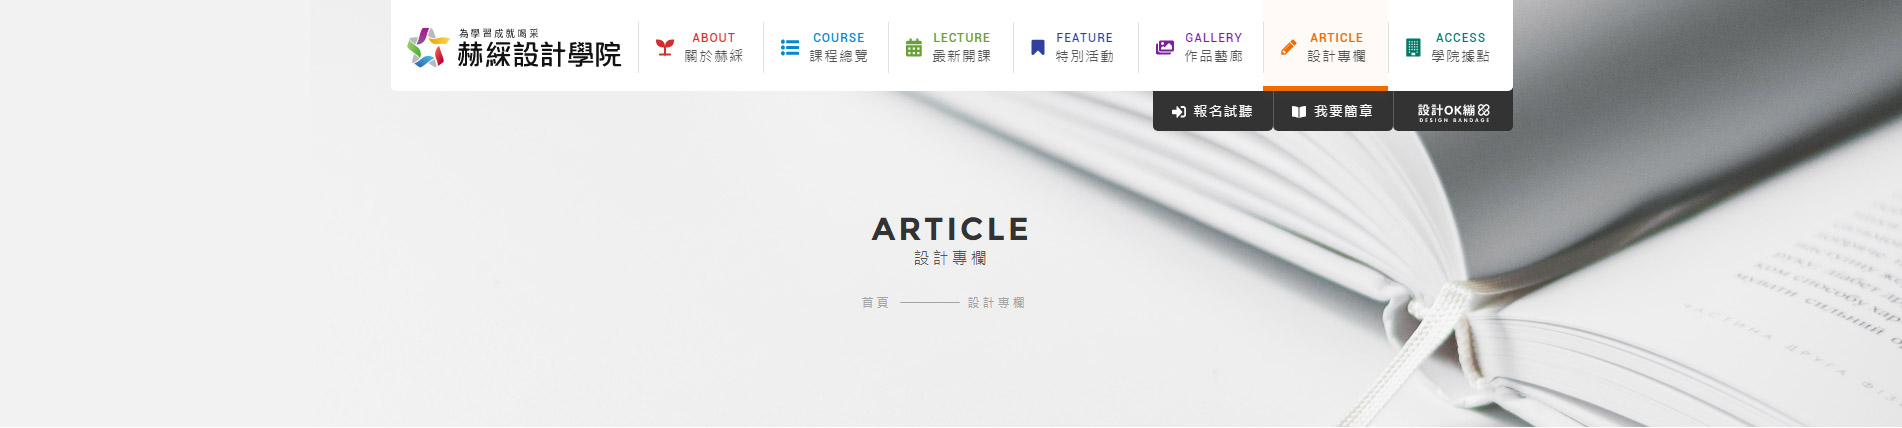 為學習成就喝采
赫綵設計學院
ABOUT
關於赫綵
COURSE
課程總覽
LECTURE
最新開課
FEATURE
特別活動
GALLERY
作品藝廊
ARTICLE
設計專欄
ACCESS
學院據點
報名試聽
我要簡章
設計OK繃
DESIGN BANDAGE
ARTICLE
設計專欄
首頁
設計專欄
ЧАСТИНА ДРУГА